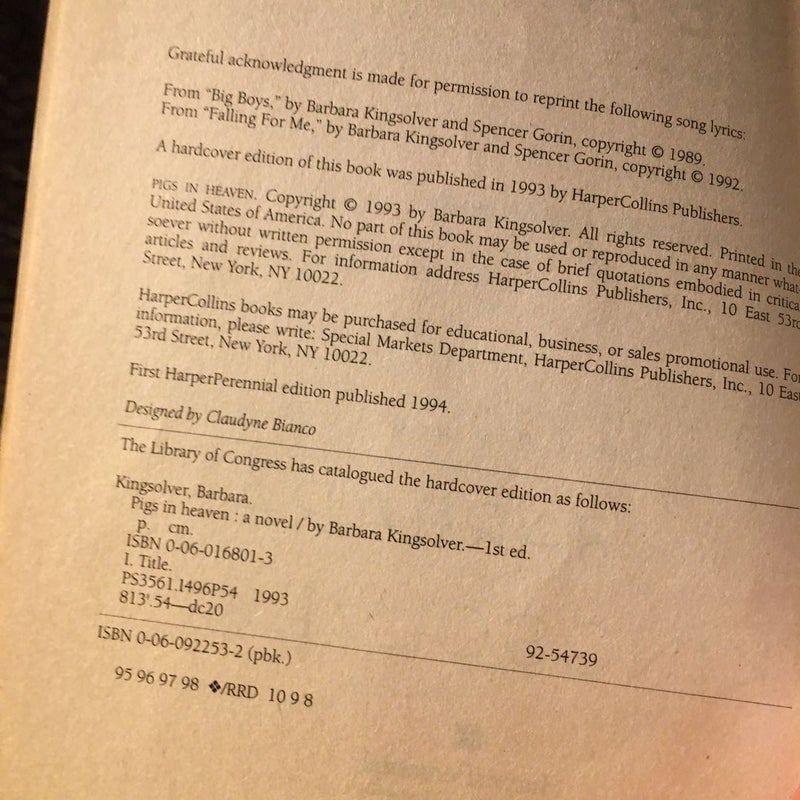 Grateful acknowledgment is made for permission to reprint the following song lyrics:
From "Big Boys," by Barbara Kingsolver and Spencer Gorin, copyright © 1989.
From "Falling For Me," by Barbara Kingsolver and Spencer Gorin, copyright © 1992.
A hardcover edition of this book was published in 1993 by HarperCollins Publishers.
PIGS IN HEAVEN. Copyright © 1993 by Barbara Kingsolver. All rights reserved. Printed in the
United States of America. No part of this book may be used or reproduced in any manner what-
soever without written permission except in the case of brief quotations embodied in critica
articles and reviews. For information address HarperCollins Publishers, Inc., 10 East 53rd
Street, New York, NY 10022.
HarperCollins books may be purchased for educational, business, or sales promotional use. Fo
information, please write: Special Markets Department, HarperCollins Publishers, Inc., 10 East
53rd Street, New York, NY 10022.
First HarperPerennial edition published 1994.
Designed by Claudyne Bianco
The Library of Congress has catalogued the hardcover edition as follows:
Kingsolver, Barbara.
Pigs in heaven : a novel / by Barbara Kingsolver.—1st ed.
p. cm.
ISBN 0-06-016801-3
I. Title.
PS3561.I496P54 1993
813'.54—dc20
92-54739
ISBN 0-06-092253-2 (pbk.)
95 96 97 98 ❖/RRD 10 9 8